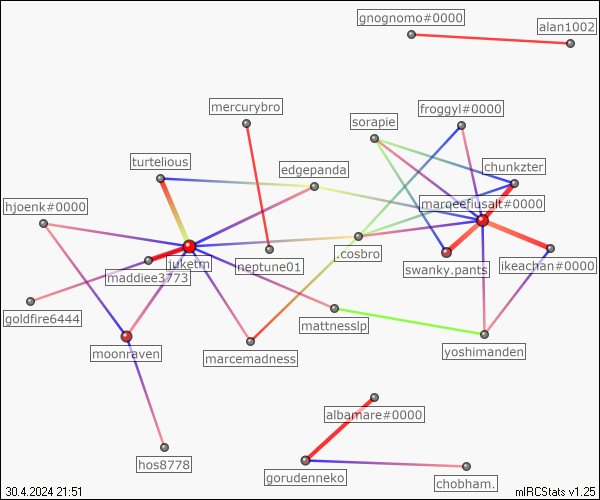 gnognomo#0000
alan1002
mercurybro
froggyl#0000
sorapie
turtelious
chunkzter
edgepanda
hjoenk#0000
marqeefiusalt#0000
.cosbro
juketm
neptune01
swanky.pants
ikeachan#0000
maddiee3773
goldfire6444
mattnesslp
moonraven
marcemadness
yoshimanden
albamare#0000
hos8778
gorudenneko
chobham.
30.4.2024 21:51
mIRCStats v1.25